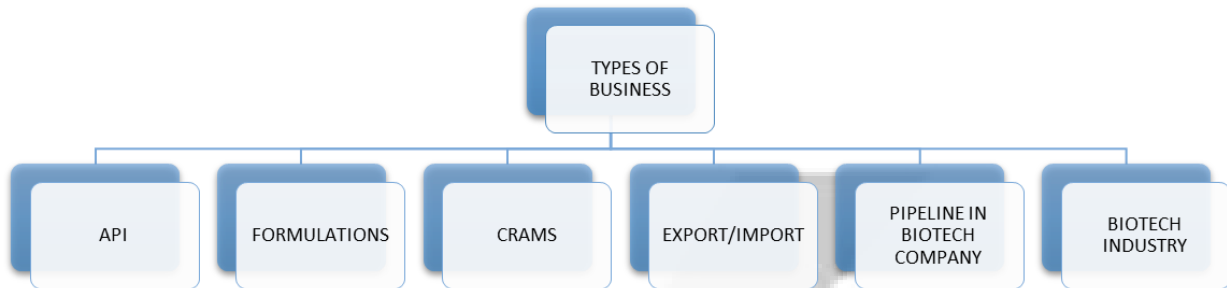 TYPES OF
BUSINESS
API
FORMULATIONS
CRAMS
EXPORT/IMPORT
PIPELINE IN
BIOTECH
COMPANY
BIOTECH
INDUSTRY